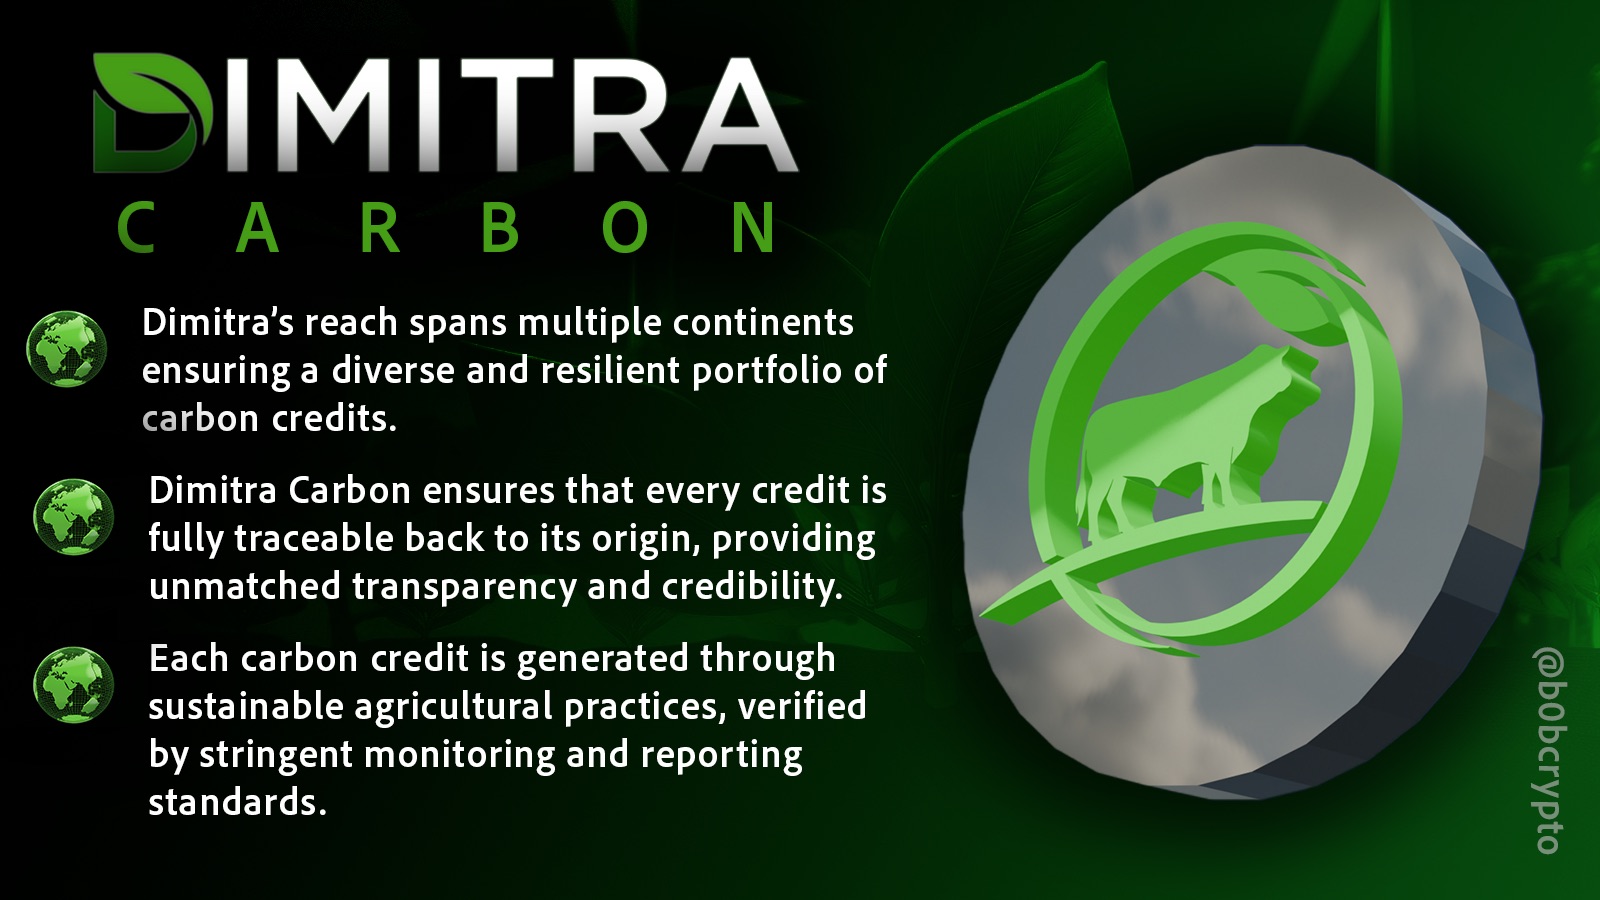 DIMITRA
CARBON
Dimitra’s reach spans multiple continents
ensuring a diverse and resilient portfolio of
carbon credits.
Dimitra Carbon ensures that every credit is
fully traceable back to its origin, providing
unmatched transparency and credibility.
Each carbon credit is generated through
sustainable agricultural practices, verified
by stringent monitoring and reporting
standards.
@b0bcrypto